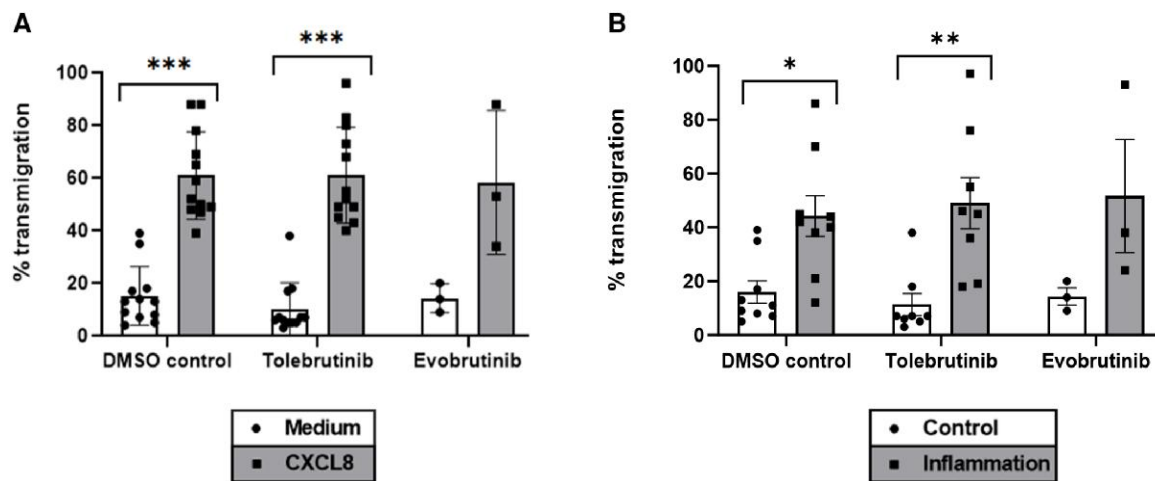 A
% transmigration
100
80
60
40
20
0
***
***
DMSO control
Tolebrutinib
Evobrutinib
Medium
CXCL8
B
% transmigration
100
80
60
40
20
0
*
**
DMSO control
Tolebrutinib
Evobrutinib
Control
Inflammation